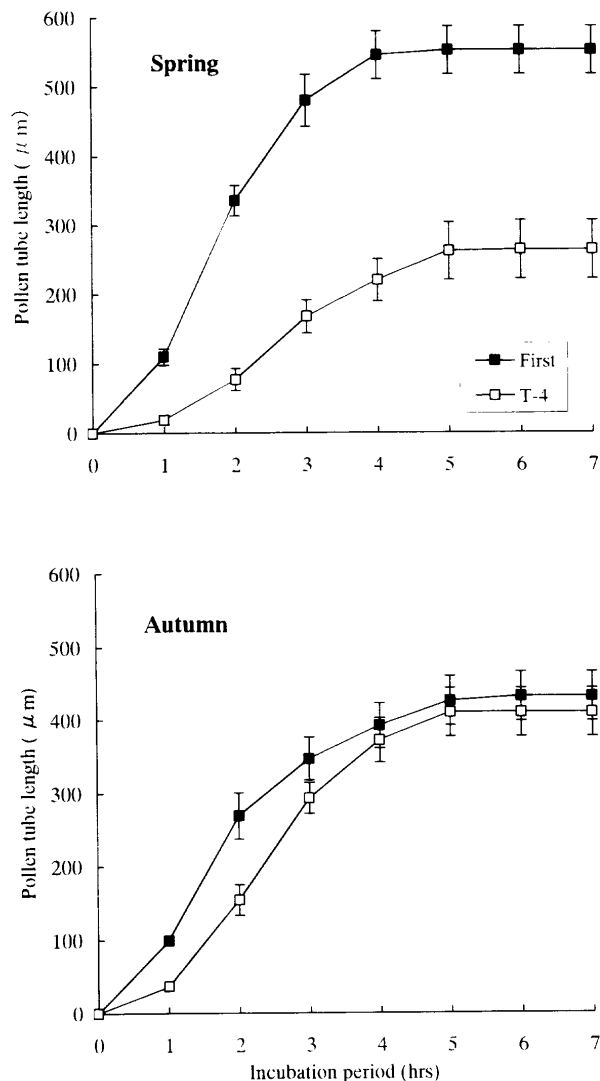 600
500
400
300
200
100
0
Pollen tube length ( μ m)
Spring
First
T-4
0 1 2 3 4 5 6 7
600
500
400
300
200
100
0
Pollen tube length ( μ m)
Autumn
0 1 2 3 4 5 6 7
Incubation period (hrs)